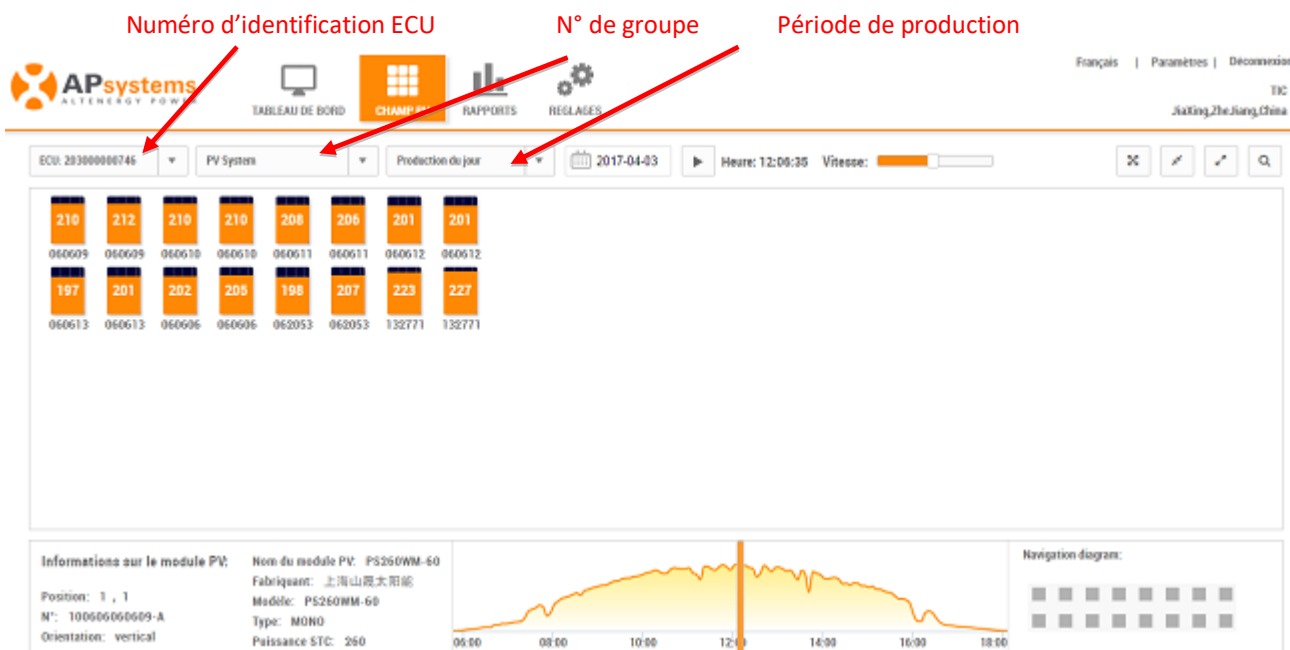 Numéro d’identification ECU N° de groupe Période de production
Français | Paramètres | Déconnexion
APsystems
ALTENERGY POWER
TIC
TABLEAU DE BORD CHAMP PV RAPPORTS REGLAGES
JiaXing,ZheJiang,China
ECU: 203000000746 PV System Production du jour 2017-04-03 Heure: 12:06:35 Vitesse:
210 212 210 210 208 206 201 201
060609 060609 060610 060610 060611 060611 060612 060612
197 201 202 205 198 207 223 227
060613 060613 060606 060606 062053 062053 132771 132771
Informations sur le module PV:
Position: 1 , 1
N°: 100606060609-A
Orientation: vertical
Nom du module PV: PS260WM-60
Fabriquant: 上海山晟太阳能
Modèle: PS260WM-60
Type: MONO
Puissance STC: 260
06:00 08:00 10:00 12:00 14:00 16:00 18:00
Navigation diagram: